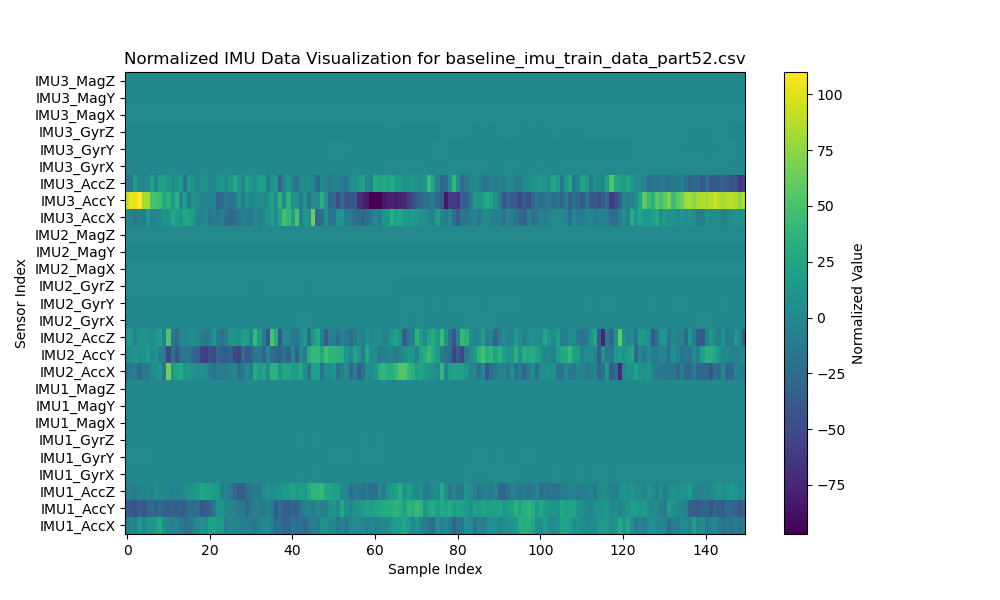 Normalized IMU Data Visualization for baseline_imu_train_data_part52.csv
Sensor Index
IMU3_MagZ
IMU3_MagY
IMU3_MagX
IMU3_GyrZ
IMU3_GyrY
IMU3_GyrX
IMU3_AccZ
IMU3_AccY
IMU3_AccX
IMU2_MagZ
IMU2_MagY
IMU2_MagX
IMU2_GyrZ
IMU2_GyrY
IMU2_GyrX
IMU2_AccZ
IMU2_AccY
IMU2_AccX
IMU1_MagZ
IMU1_MagY
IMU1_MagX
IMU1_GyrZ
IMU1_GyrY
IMU1_GyrX
IMU1_AccZ
IMU1_AccY
IMU1_AccX
0 20 40 60 80 100 120 140
Sample Index
100
75
50
25
0
−25
−50
−75
Normalized Value